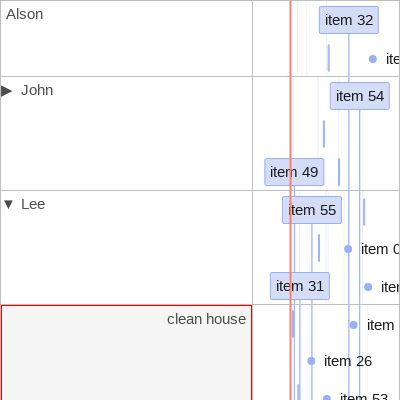 Alson
item 32
ite
▶ John
item 54
item 49
▼ Lee
item 55
item 0
item 31
iter
clean house
item
item 26
item 53